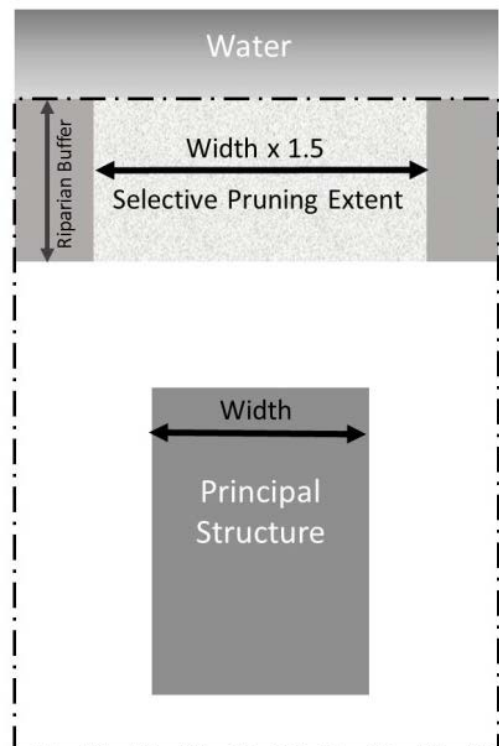 Water
Riparian Buffer
Width x 1.5
Selective Pruning Extent
Width
Principal
Structure